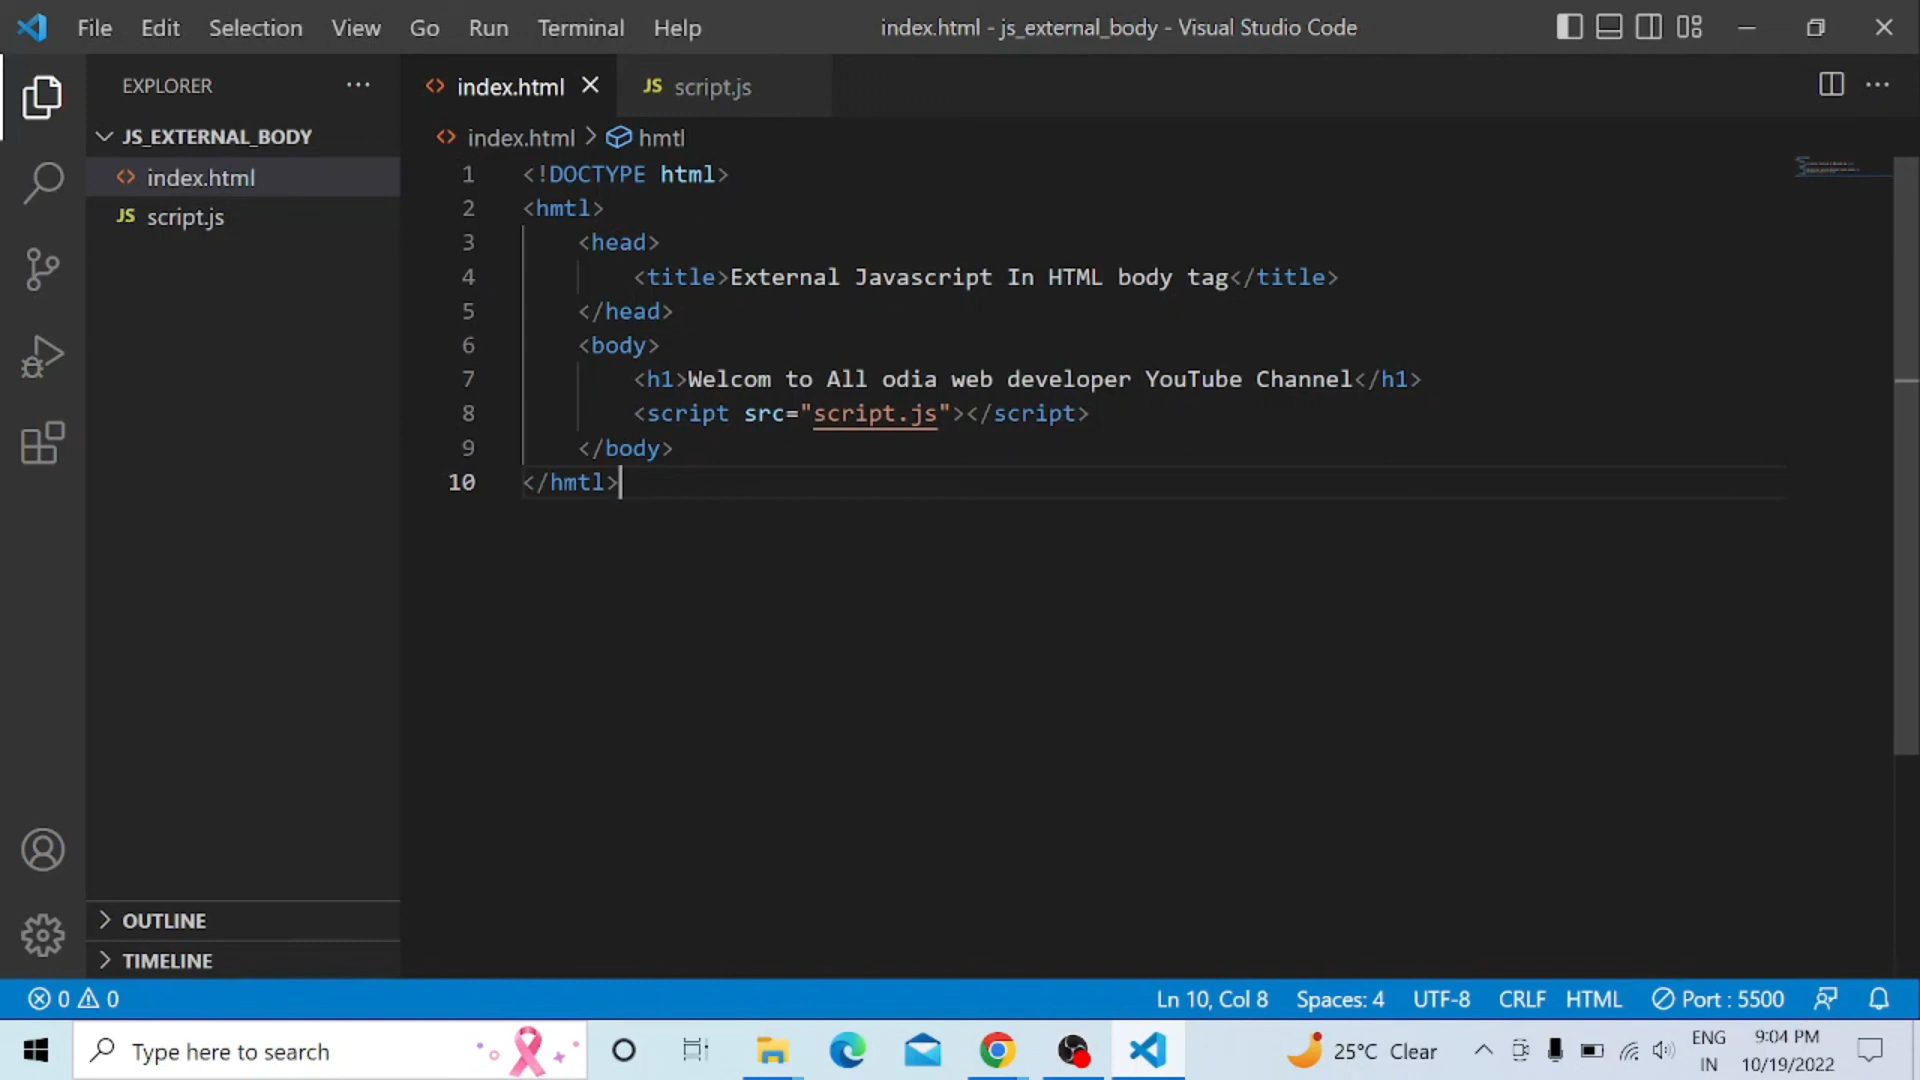 File Edit Selection View Go Run Terminal Help index.html - js_external_body - Visual Studio Code
EXPLORER
JS_EXTERNAL_BODY
<> index.html
JS script.js
OUTLINE
TIMELINE
<> index.html JS script.js
<> index.html > hmtl
1 <!DOCTYPE html>
2 <hmtl>
3 <head>
4 <title>External Javascript In HTML body tag</title>
5 </head>
6 <body>
7 <h1>Welcom to All odia web developer YouTube Channel</h1>
8 <script src="script.js"></script>
9 </body>
10 </hmtl>
0 0 Ln 10, Col 8 Spaces: 4 UTF-8 CRLF HTML Port : 5500
Type here to search 25°C Clear ENG IN 9:04 PM 10/19/2022